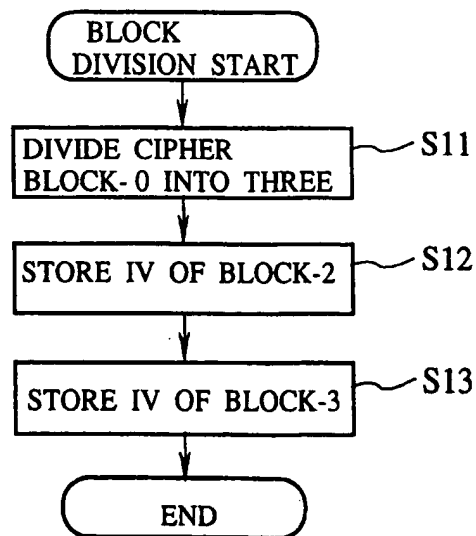 BLOCK
DIVISION START
DIVIDE CIPHER
BLOCK-0 INTO THREE
S11
STORE IV OF BLOCK-2
S12
STORE IV OF BLOCK-3
S13
END